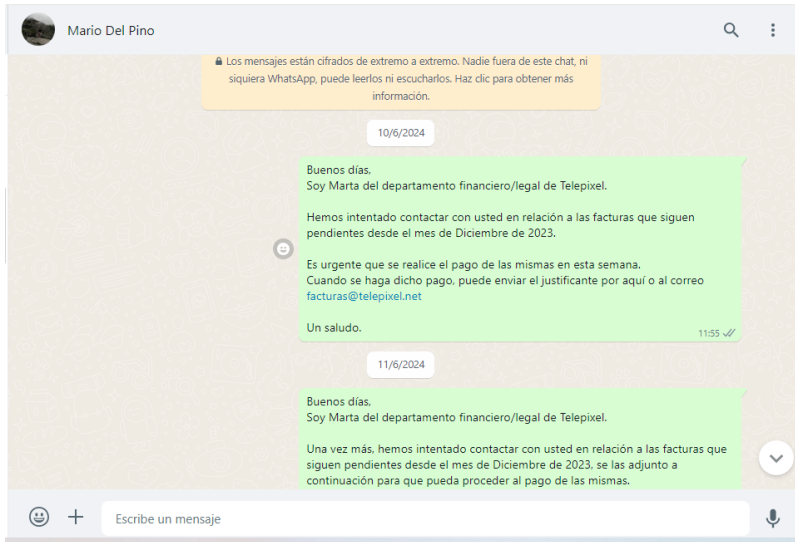 Mario Del Pino
Los mensajes están cifrados de extremo a extremo. Nadie fuera de este chat, ni
siquiera WhatsApp, puede leerlos ni escucharlos. Haz clic para obtener más
información.
10/6/2024
Buenos días,
Soy Marta del departamento financiero/legal de Telepixel.
Hemos intentado contactar con usted en relación a las facturas que siguen
pendientes desde el mes de Diciembre de 2023.
Es urgente que se realice el pago de las mismas en esta semana.
Cuando se haga dicho pago, puede enviar el justificante por aquí o al correo
facturas@telepixel.net
Un saludo.
11:55
11/6/2024
Buenos días,
Soy Marta del departamento financiero/legal de Telepixel.
Una vez más, hemos intentado contactar con usted en relación a las facturas que
siguen pendientes desde el mes de Diciembre de 2023, se las adjunto a
continuación para que pueda proceder al pago de las mismas.
Escribe un mensaje